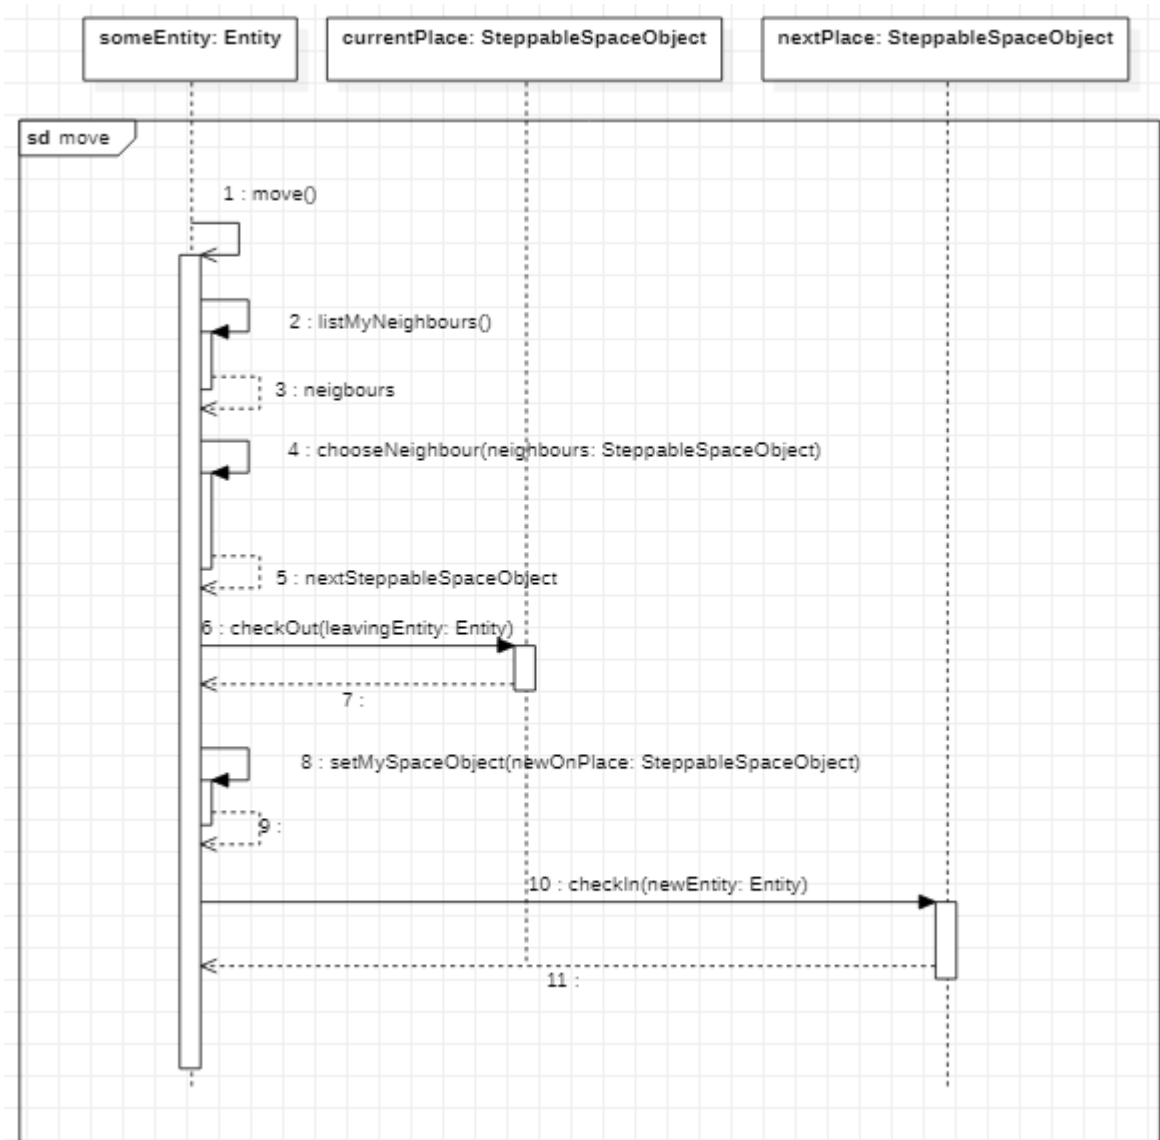 someEntity: Entity
currentPlace: SteppableSpaceObject
nextPlace: SteppableSpaceObject
sd move
1 : move()
2 : listMyNeighbours()
3 : neigbours
4 : chooseNeighbour(neighbours: SteppableSpaceObject)
5 : nextSteppableSpaceObject
6 : checkOut(leavingEntity: Entity)
7 :
8 : setMySpaceObject(newOnPlace: SteppableSpaceObject)
9 :
10 : checkIn(newEntity: Entity)
11 :